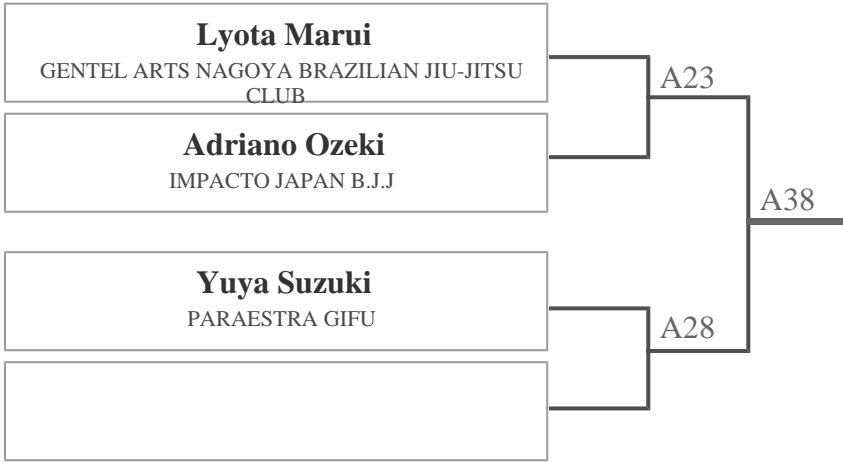 Lyota Marui
GENTEL ARTS NAGOYA BRAZILIAN JIU-JITSU
CLUB
A23
Adriano Ozeki
IMPACTO JAPAN B.J.J
A38
Yuya Suzuki
PARAESTRA GIFU
A28